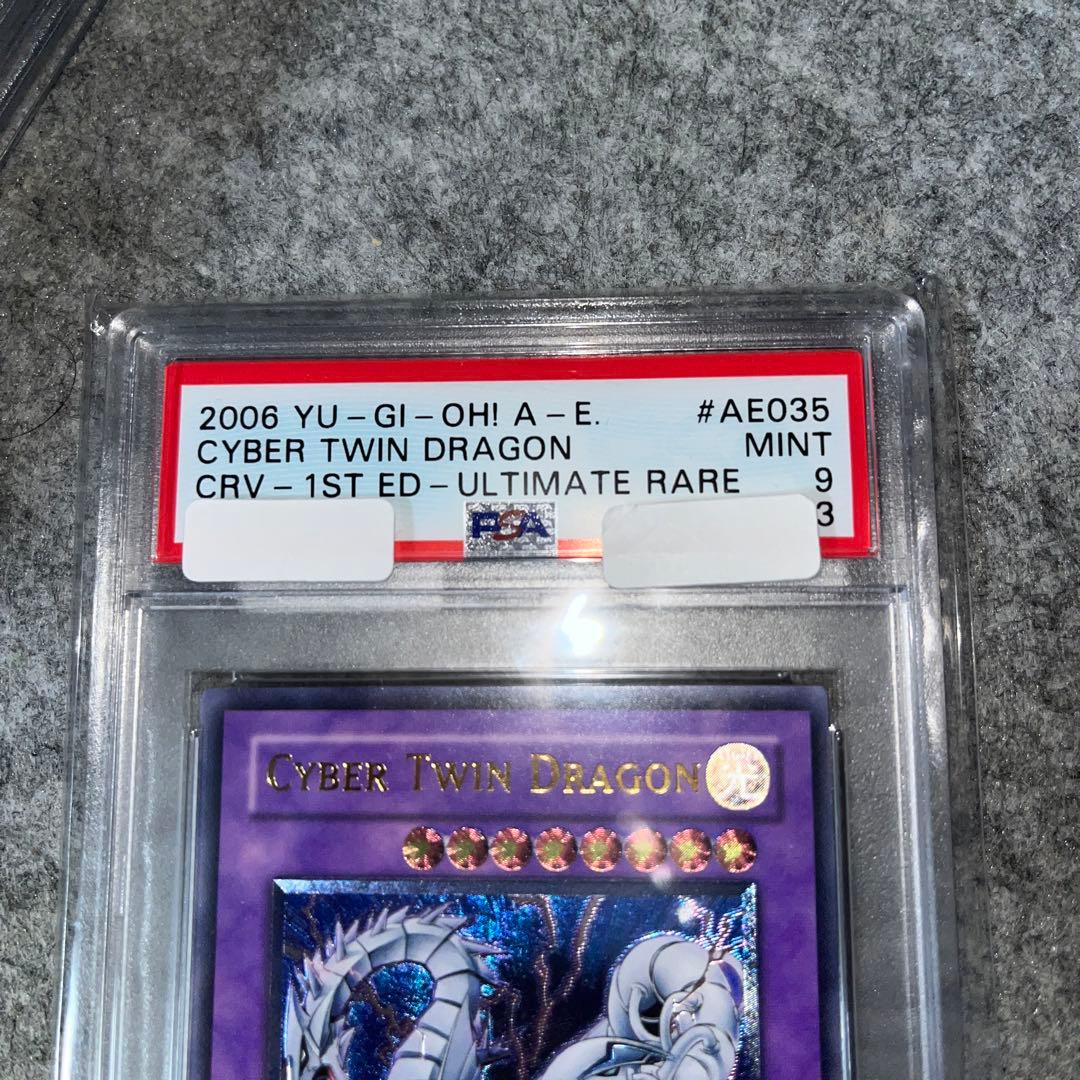 2006 YU-GI-OH! A-E. #AE035
CYBER TWIN DRAGON MINT
CRV-1ST ED-ULTIMATE RARE 9
PSA 3
CYBER TWIN DRAGON 光